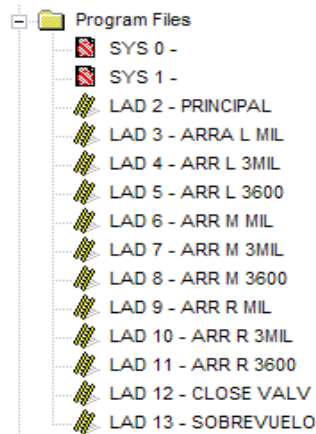 Program Files
SYS 0 -
SYS 1 -
LAD 2 - PRINCIPAL
LAD 3 - ARRA L MIL
LAD 4 - ARR L 3MIL
LAD 5 - ARR L 3600
LAD 6 - ARR M MIL
LAD 7 - ARR M 3MIL
LAD 8 - ARR M 3600
LAD 9 - ARR R MIL
LAD 10 - ARR R 3MIL
LAD 11 - ARR R 3600
LAD 12 - CLOSE VALV
LAD 13 - SOBREVUELO